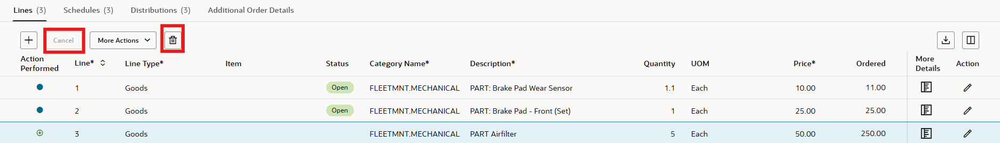 Lines (3) Schedules (3) Distributions (3) Additional Order Details
Cancel More Actions
Action Performed Line* Line Type* Item Status Category Name* Description* Quantity UOM Price* Ordered More Details Action
1 Goods Open FLEETMNT.MECHANICAL PART: Brake Pad Wear Sensor 1.1 Each 10.00 11.00
2 Goods Open FLEETMNT.MECHANICAL PART: Brake Pad - Front (Set) 1 Each 25.00 25.00
3 Goods FLEETMNT.MECHANICAL PART Airfilter 5 Each 50.00 250.00